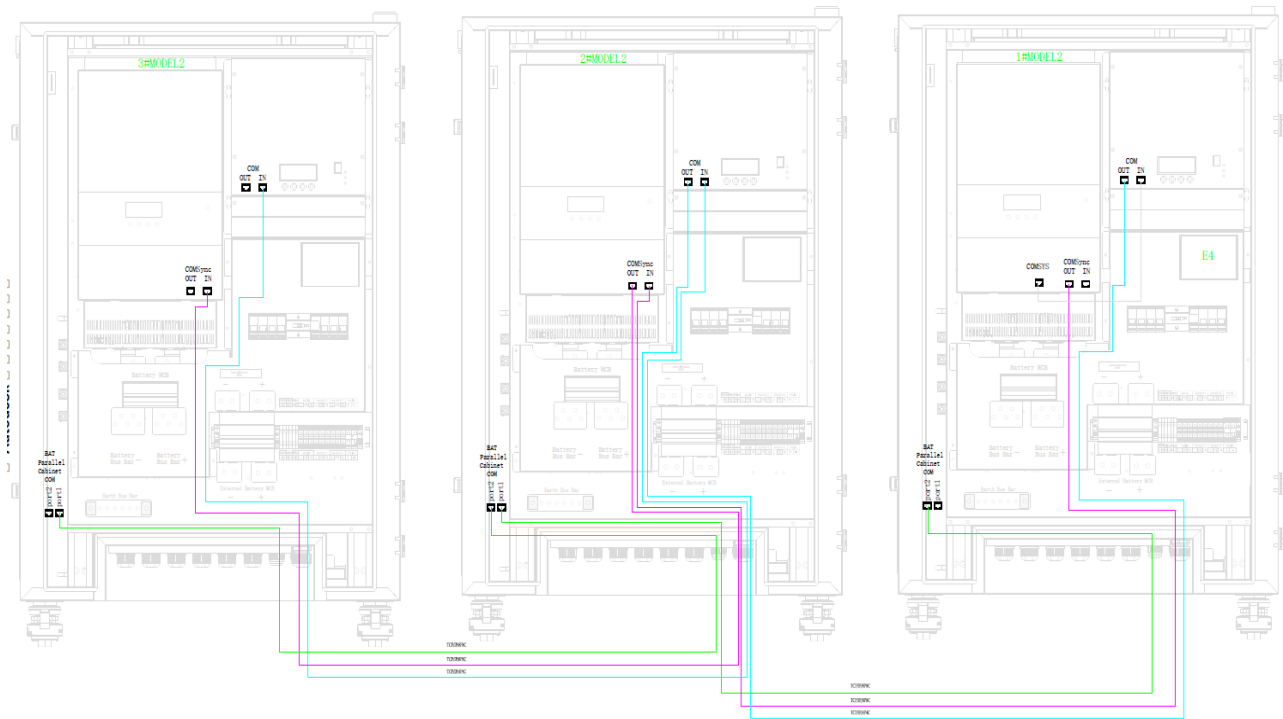 3#MODEL2
COM
OUT IN
COMSync
OUT IN
Battery MCB
Battery
Bus Bar
-
Battery
Bus Bar
+
-
+
External Battery MCB
-
+
BAT
Parallel
Cabinet
COM
port2
port1
Earth Bus Bar
2#MODEL2
COM
OUT IN
COMSync
OUT IN
Battery MCB
Battery
Bus Bar
-
Battery
Bus Bar
+
-
+
External Battery MCB
-
+
BAT
Parallel
Cabinet
COM
port2
port1
Earth Bus Bar
1#MODEL2
COM
OUT IN
E4
COMSYS
COMSync
OUT IN
Battery MCB
Battery
Bus Bar
-
Battery
Bus Bar
+
-
+
External Battery MCB
-
+
BAT
Parallel
Cabinet
COM
port2
port1
Earth Bus Bar